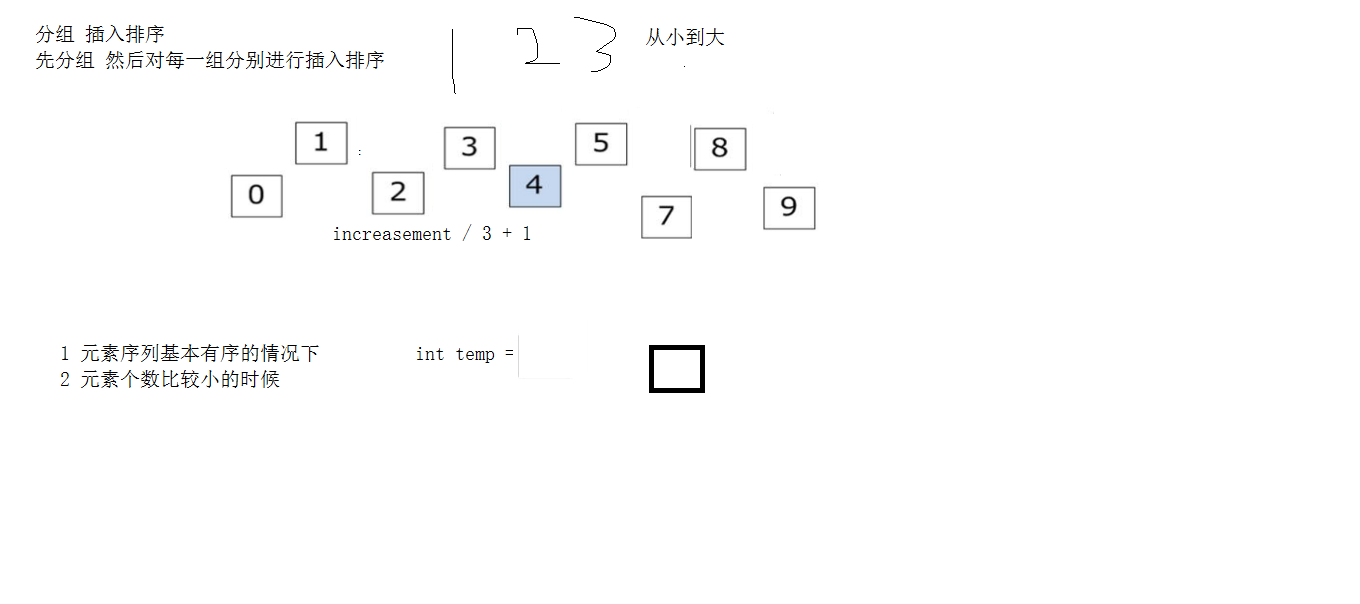 分组 插入排序
先分组 然后对每一组分别进行插入排序
1 2 3
从小到大
0 1 2 3 4 5 7 8 9
increasement / 3 + 1
1 元素序列基本有序的情况下
2 元素个数比较小的时候
int temp =